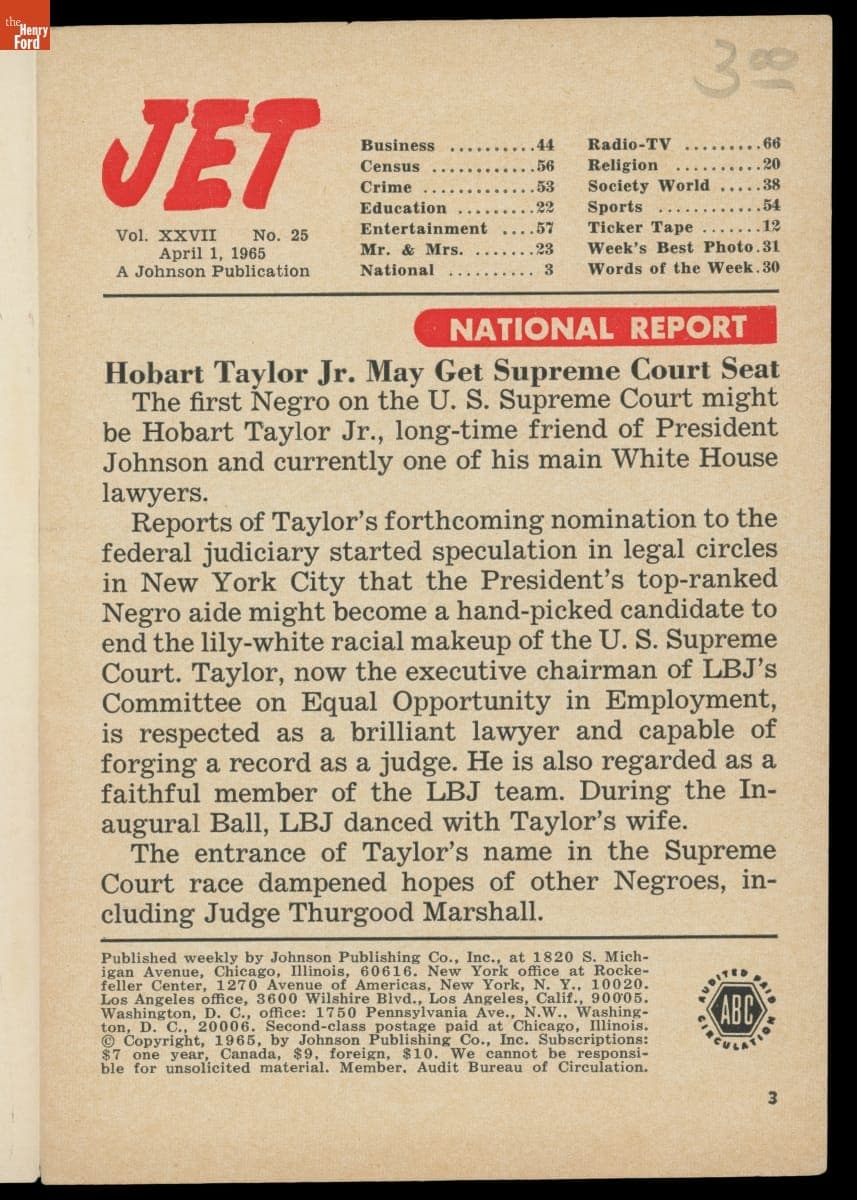 the
Henry
Ford
3 00
JET
Vol. XXVII No. 25
April 1, 1965
A Johnson Publication
Business ..........44
Census ............56
Crime .............53
Education .........22
Entertainment ....57
Mr. & Mrs. .......23
National .......... 3
Radio-TV .........66
Religion ..........20
Society World .....38
Sports ............54
Ticker Tape .......12
Week's Best Photo.31
Words of the Week.30
NATIONAL REPORT
Hobart Taylor Jr. May Get Supreme Court Seat
The first Negro on the U. S. Supreme Court might
be Hobart Taylor Jr., long-time friend of President
Johnson and currently one of his main White House
lawyers.
Reports of Taylor's forthcoming nomination to the
federal judiciary started speculation in legal circles
in New York City that the President's top-ranked
Negro aide might become a hand-picked candidate to
end the lily-white racial makeup of the U. S. Supreme
Court. Taylor, now the executive chairman of LBJ's
Committee on Equal Opportunity in Employment,
is respected as a brilliant lawyer and capable of
forging a record as a judge. He is also regarded as a
faithful member of the LBJ team. During the In-
augural Ball, LBJ danced with Taylor's wife.
The entrance of Taylor's name in the Supreme
Court race dampened hopes of other Negroes, in-
cluding Judge Thurgood Marshall.
Published weekly by Johnson Publishing Co., Inc., at 1820 S. Mich-
igan Avenue, Chicago, Illinois, 60616. New York office at Rocke-
feller Center, 1270 Avenue of Americas, New York, N. Y., 10020.
Los Angeles office, 3600 Wilshire Blvd., Los Angeles, Calif., 90005.
Washington, D. C., office: 1750 Pennsylvania Ave., N.W., Washing-
ton, D. C., 20006. Second-class postage paid at Chicago, Illinois.
© Copyright, 1965, by Johnson Publishing Co., Inc. Subscriptions:
$7 one year, Canada, $9, foreign, $10. We cannot be responsi-
ble for unsolicited material. Member, Audit Bureau of Circulation.
AUDITED PAID
ABC
CIRCULATION
3